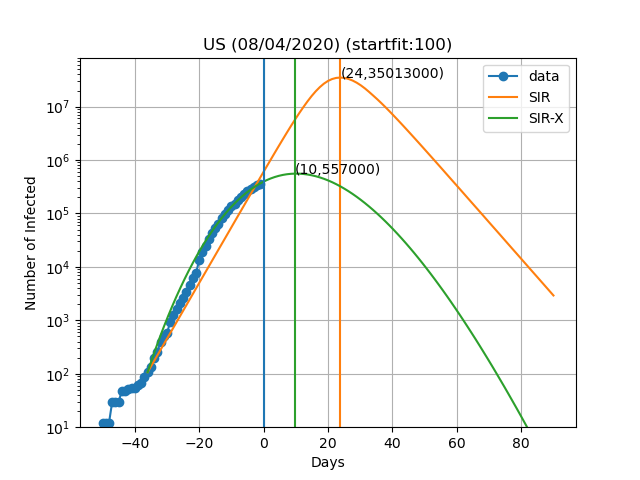 US (08/04/2020) (startfit:100)
(24,35013000)
data
SIR
SIR-X
(10,557000)
Number of Infected
10⁷
10⁶
10⁵
10⁴
10³
10²
10¹
−40 −20 0 20 40 60 80
Days